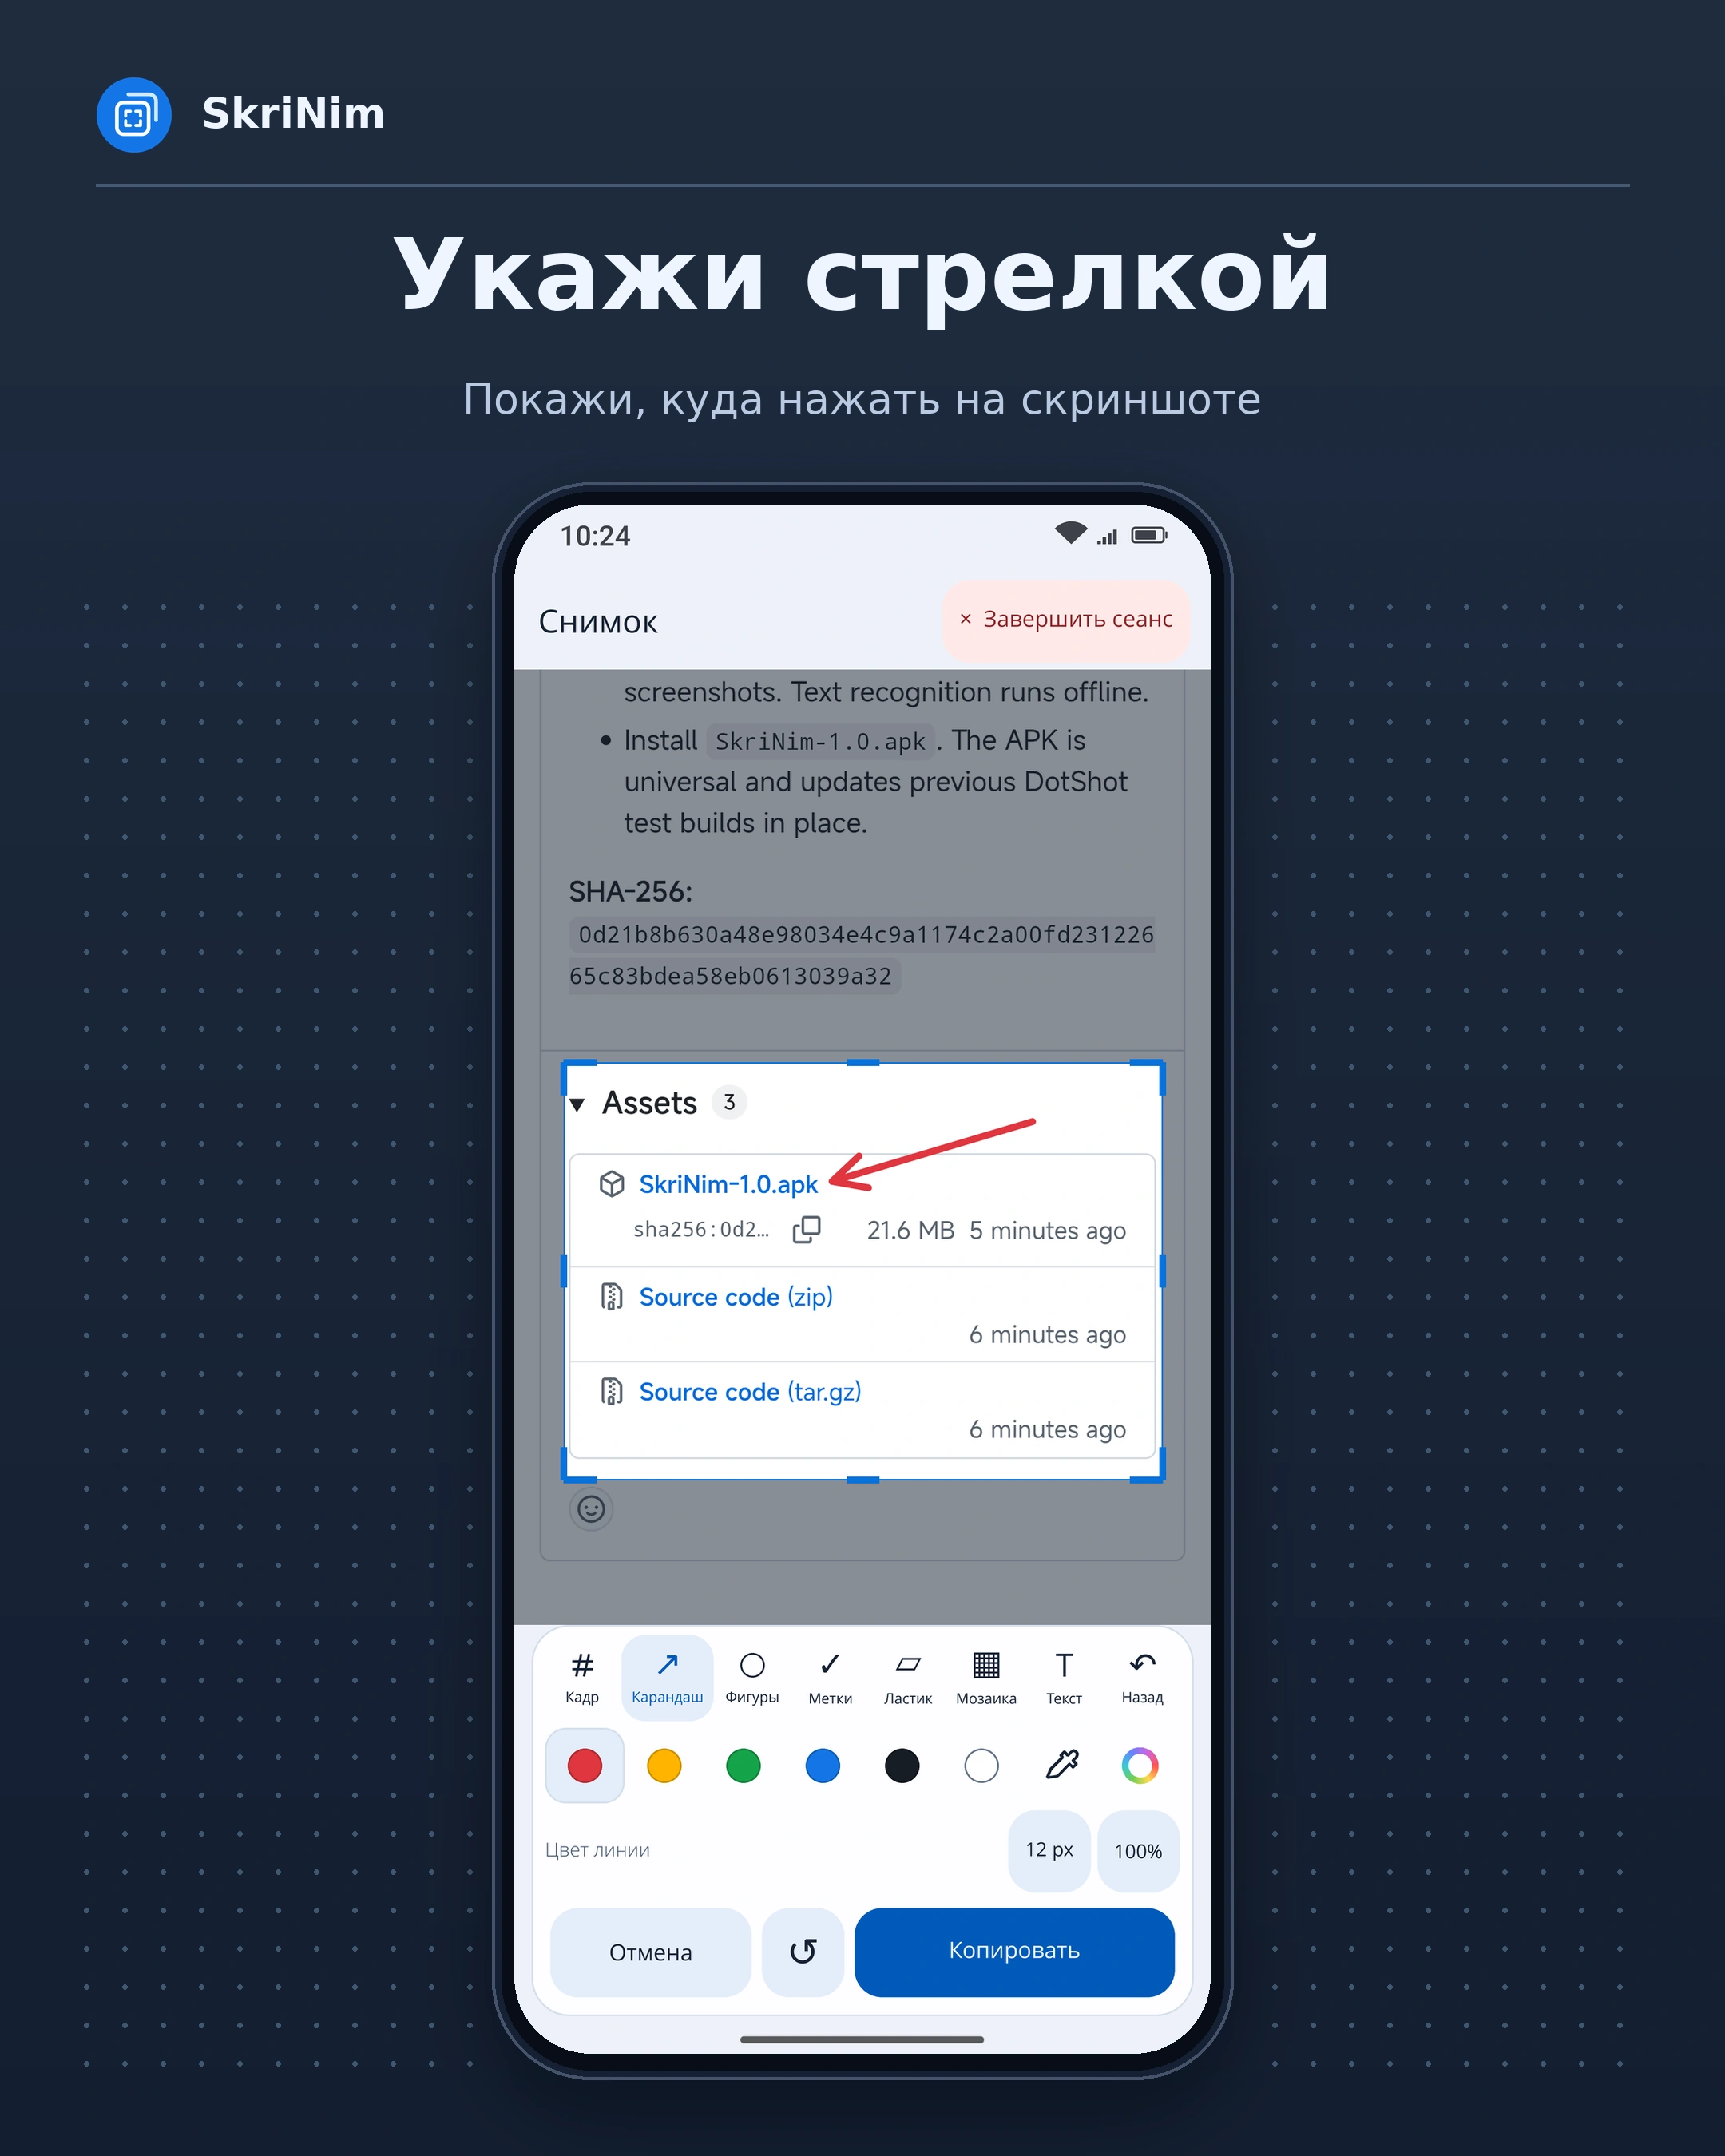 SkriNim
Укажи стрелкой
Покажи, куда нажать на скриншоте
10:24
Снимок
× Завершить сеанс
screenshots. Text recognition runs offline.
• Install SkriNim-1.0.apk. The APK is
universal and updates previous DotShot
test builds in place.
SHA-256:
0d21b8b630a48e98034e4c9a1174c2a00fd231226
65c83bdea58eb0613039a32
▼ Assets 3
SkriNim-1.0.apk
sha256:0d2… 21.6 MB 5 minutes ago
Source code (zip)
6 minutes ago
Source code (tar.gz)
6 minutes ago
Кадр Карандаш Фигуры Метки Ластик Мозаика T Текст Назад
Цвет линии 12 px 100%
Отмена Копировать